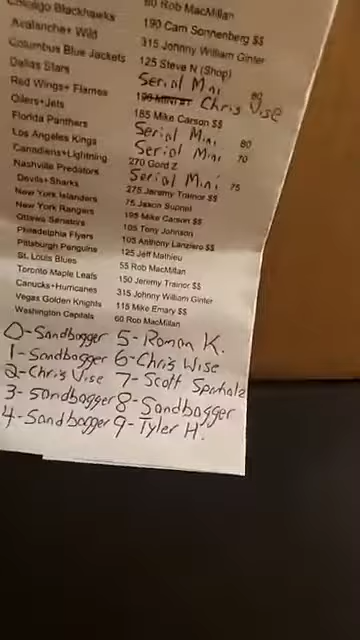 Chicago Blackhawks 60 Rob MacMillan
Avalanche+ Wild 190 Cam Sonnenberg $$
Columbus Blue Jackets 315 Johnny William Ginter
Dallas Stars 125 Steve N (Shop)
Red Wings+ Flames Serial Mini 80
Oilers+Jets Chris Vise
Florida Panthers 185 Mike Carson $$
Los Angeles Kings Serial Mini 80
Canadiens+Lightning Serial Mini 70
Nashville Predators 270 Gord Z
Devils+Sharks Serial Mini 75
New York Islanders 275 Jeremy Trainor $$
New York Rangers 75 Jason
Ottawa Senators 195 Mike Carson $$
Philadelphia Flyers 105 Tony Johnson
Pittsburgh Penguins 105 Anthony Lanziero $$
St. Louis Blues 125 Jeff Mathieu
Toronto Maple Leafs 55 Rob MacMillan
Canucks+Hurricanes 150 Jeremy Trainor $$
Vegas Golden Knights 315 Johnny William Ginter
Washington Capitals 115 Mike Emary $$
60 Rob MacMillan
0-Sandbagger 5-Roman K.
1-Sandbagger 6-Chris Wise
2-Chris Vise 7-Scott
3-Sandbagger 8-Sandbagger
4-Sandbagger 9-Tyler H.